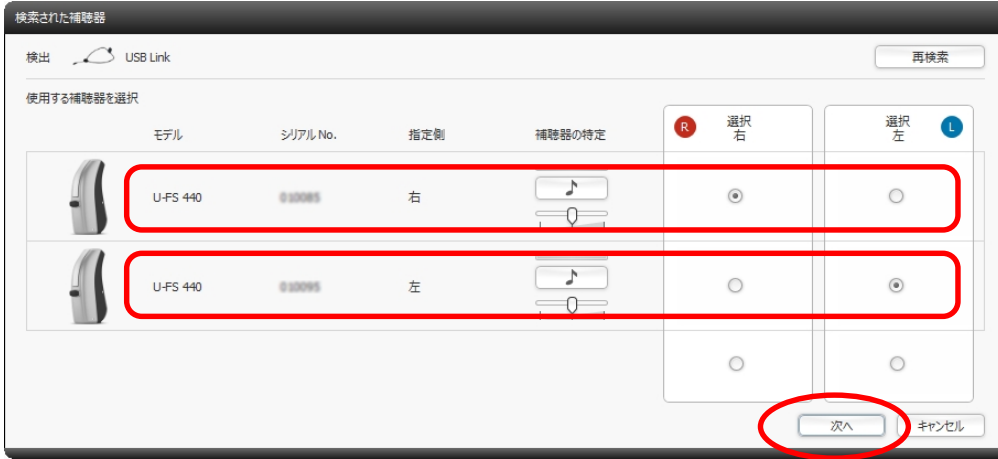 検索された補聴器
検出 USB Link 再検索
使用する補聴器を選択
モデル シリアル No. 指定側 補聴器の特定 R 選択 右 選択 左 L
U-FS 440 010085 右
U-FS 440 010095 左
次へ キャンセル